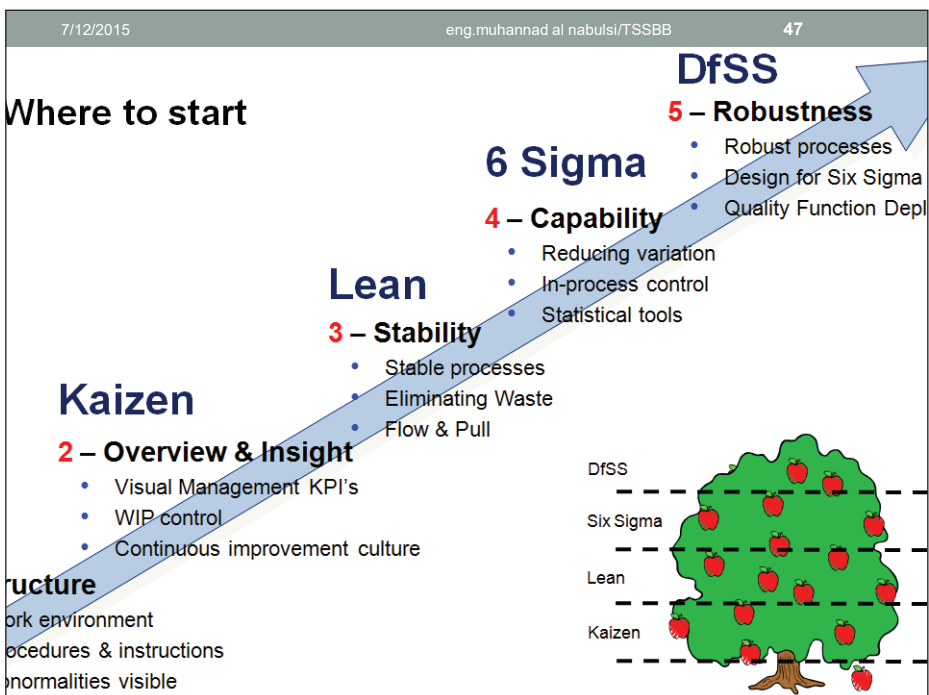 7/12/2015 eng.muhannad al nabulsi/TSSBB 47
Where to start
DfSS
5 – Robustness
• Robust processes
• Design for Six Sigma
• Quality Function Depl
6 Sigma
4 – Capability
• Reducing variation
• In-process control
• Statistical tools
Lean
3 – Stability
• Stable processes
• Eliminating Waste
• Flow & Pull
Kaizen
2 – Overview & Insight
• Visual Management KPI's
• WIP control
• Continuous improvement culture
ructure
ork environment
ocedures & instructions
bnormalities visible
DfSS
Six Sigma
Lean
Kaizen